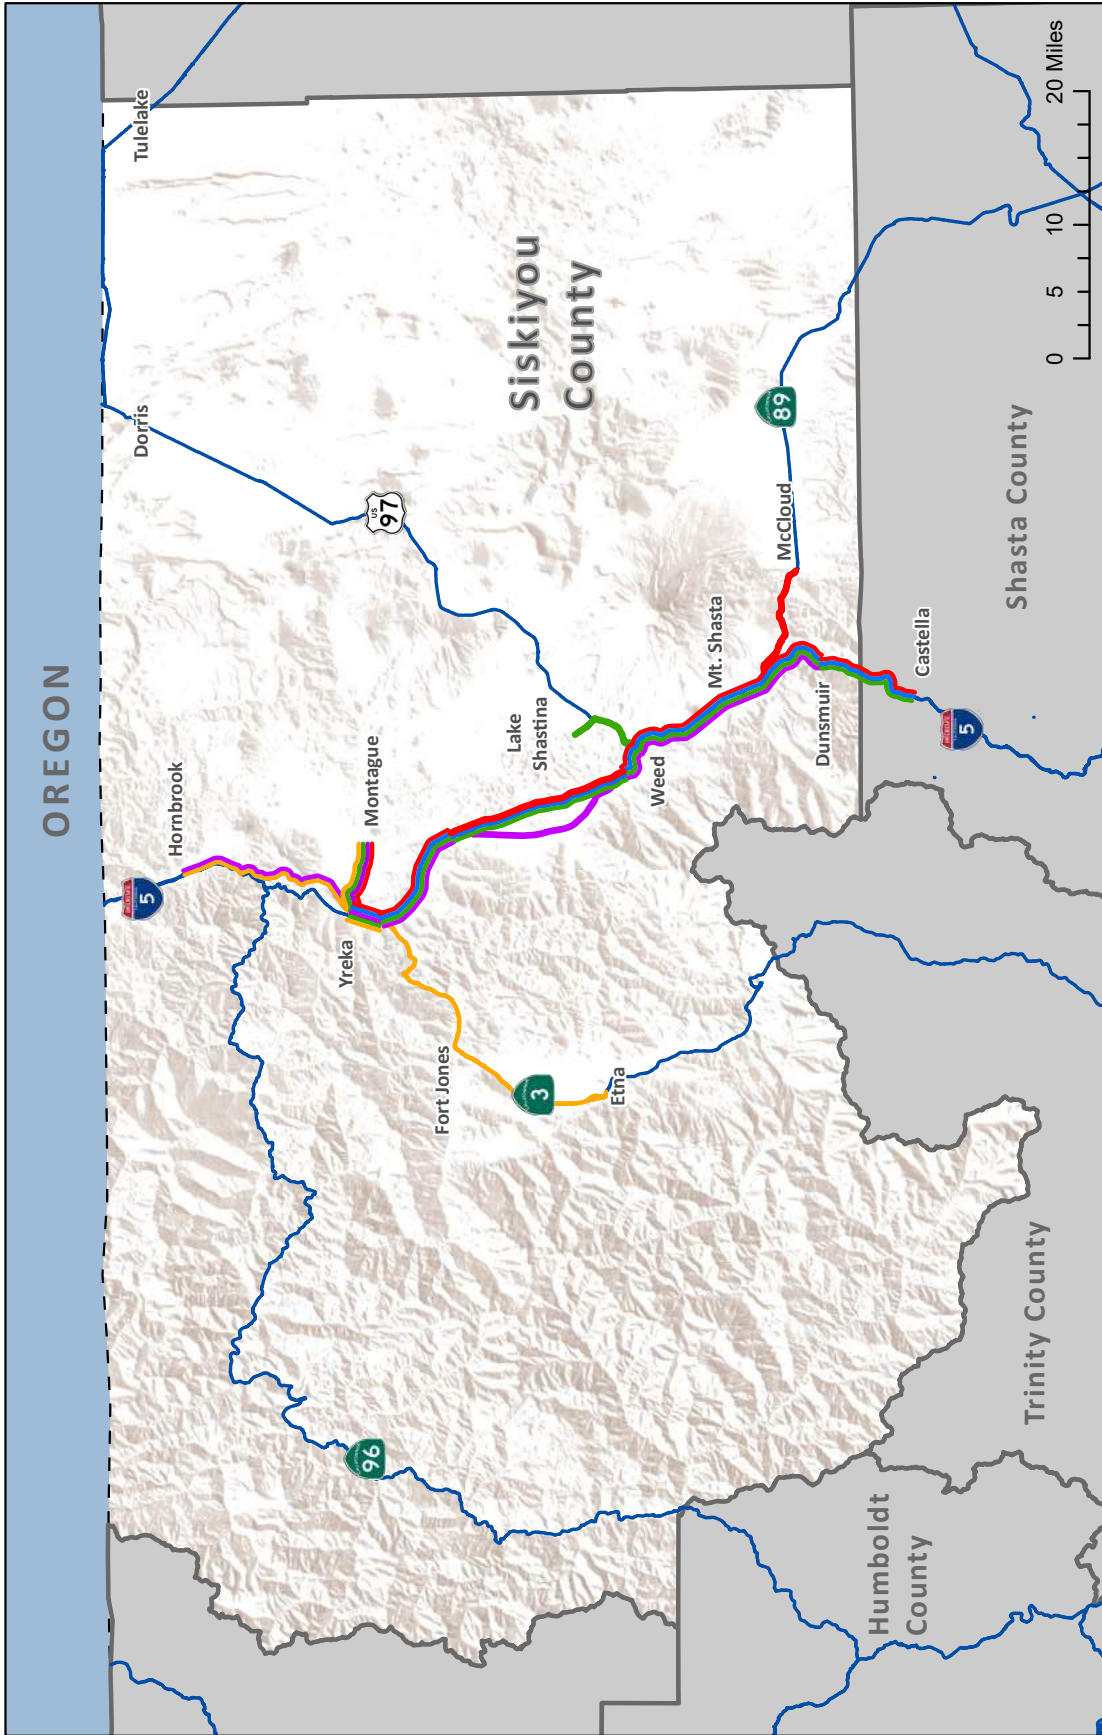 OREGON
Tulelake
Dorris
Hornbrook
5
Montague
Yreka
US
97
96
Fort Jones
3
Etna
Lake
Shastina
Weed
Siskiyou
County
Mt. Shasta
McCloud
89
Dunsmuir
Castella
5
Shasta County
Trinity County
Humboldt
County
0 5 10 20 Miles